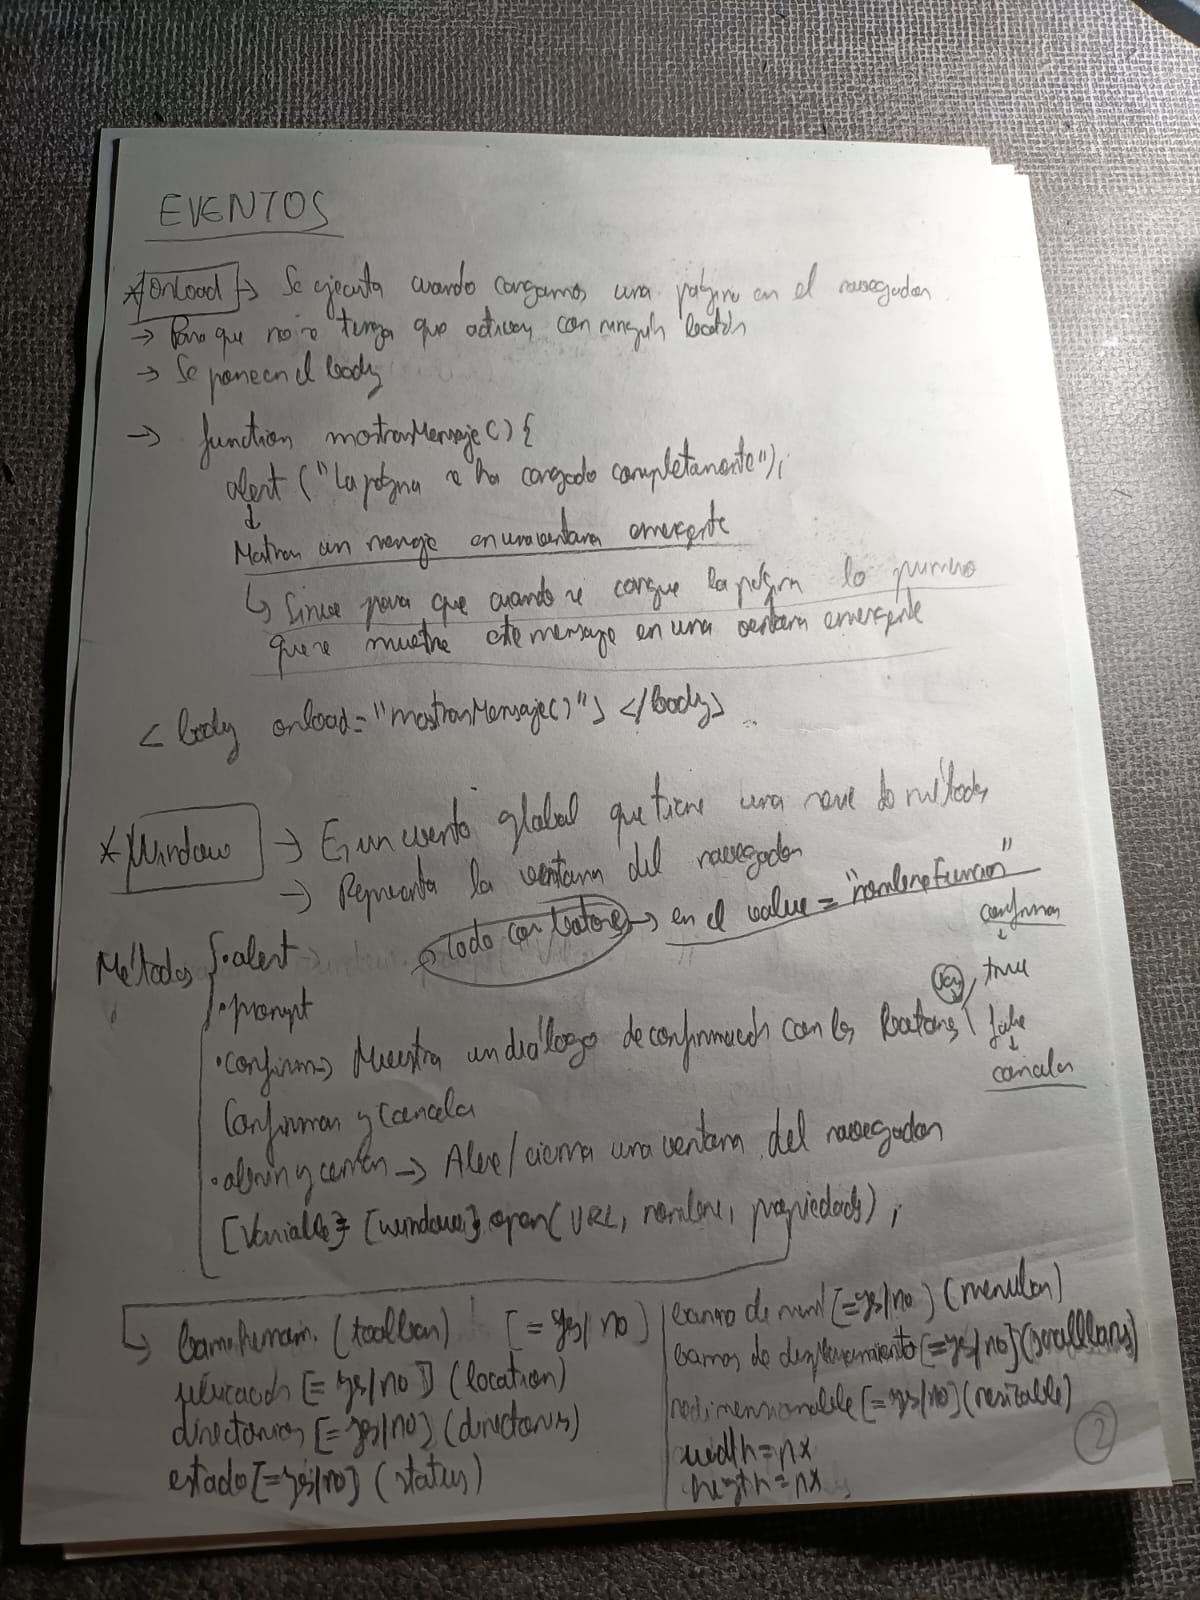 EVENTOS
* onload → Se ejecuta cuando cargamos una página en el navegador
→ Para que no se tenga que activar con ningún botón
→ Se pone en el body
→ function mostrarMensaje() {
alert ("La página se ha cargado completamente");
↓
Mostrar un mensaje en una ventana emergente
↳ Sirve para que cuando se cargue la página lo primero
que se muestre este mensaje en una ventana emergente
< body onload="mostrarMensaje()"> </body>
* Window → Es un evento global que tiene una serie de métodos
→ Representa la ventana del navegador
todo con botones → en el value = "nombreFuncion"
Métodos
• alert
• prompt
• confirm → Muestra un diálogo de confirmación con los botones
Confirmar y Cancelar
confirmar
↓
true
false
↓
cancelar
• abrir y cerrar → Abre/cierra una ventana del navegador
[Variable] = [window]. open( URL, nombre, propiedades) ;
↳ barra herram. (toolbar) [= yes/no]
ubicación [= yes/no] (location)
directorios [= yes/no] (directories)
estado [=yes/no] (status)
barra de menú [=yes/no] (menubar)
barras de desplazamiento [=yes/no] (scrollbars)
redimensionable [=yes/no] (resizable)
width = nx
heigth = nx
2